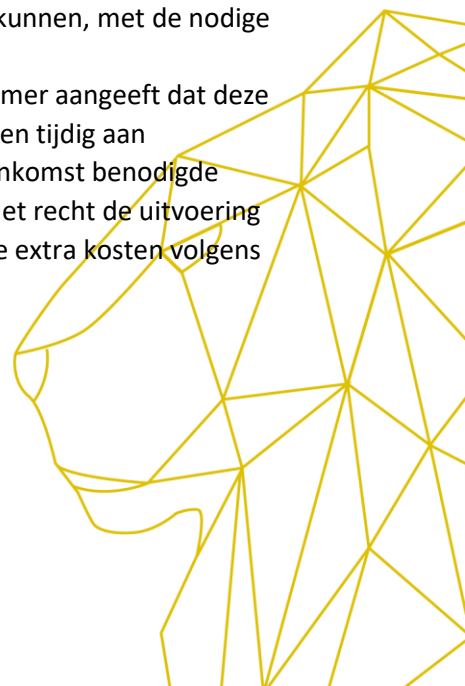 kunnen, met de nodige
mer aangeeft dat deze
en tijdig aan
nkomst benodigde
et recht de uitvoering
e extra kosten volgens